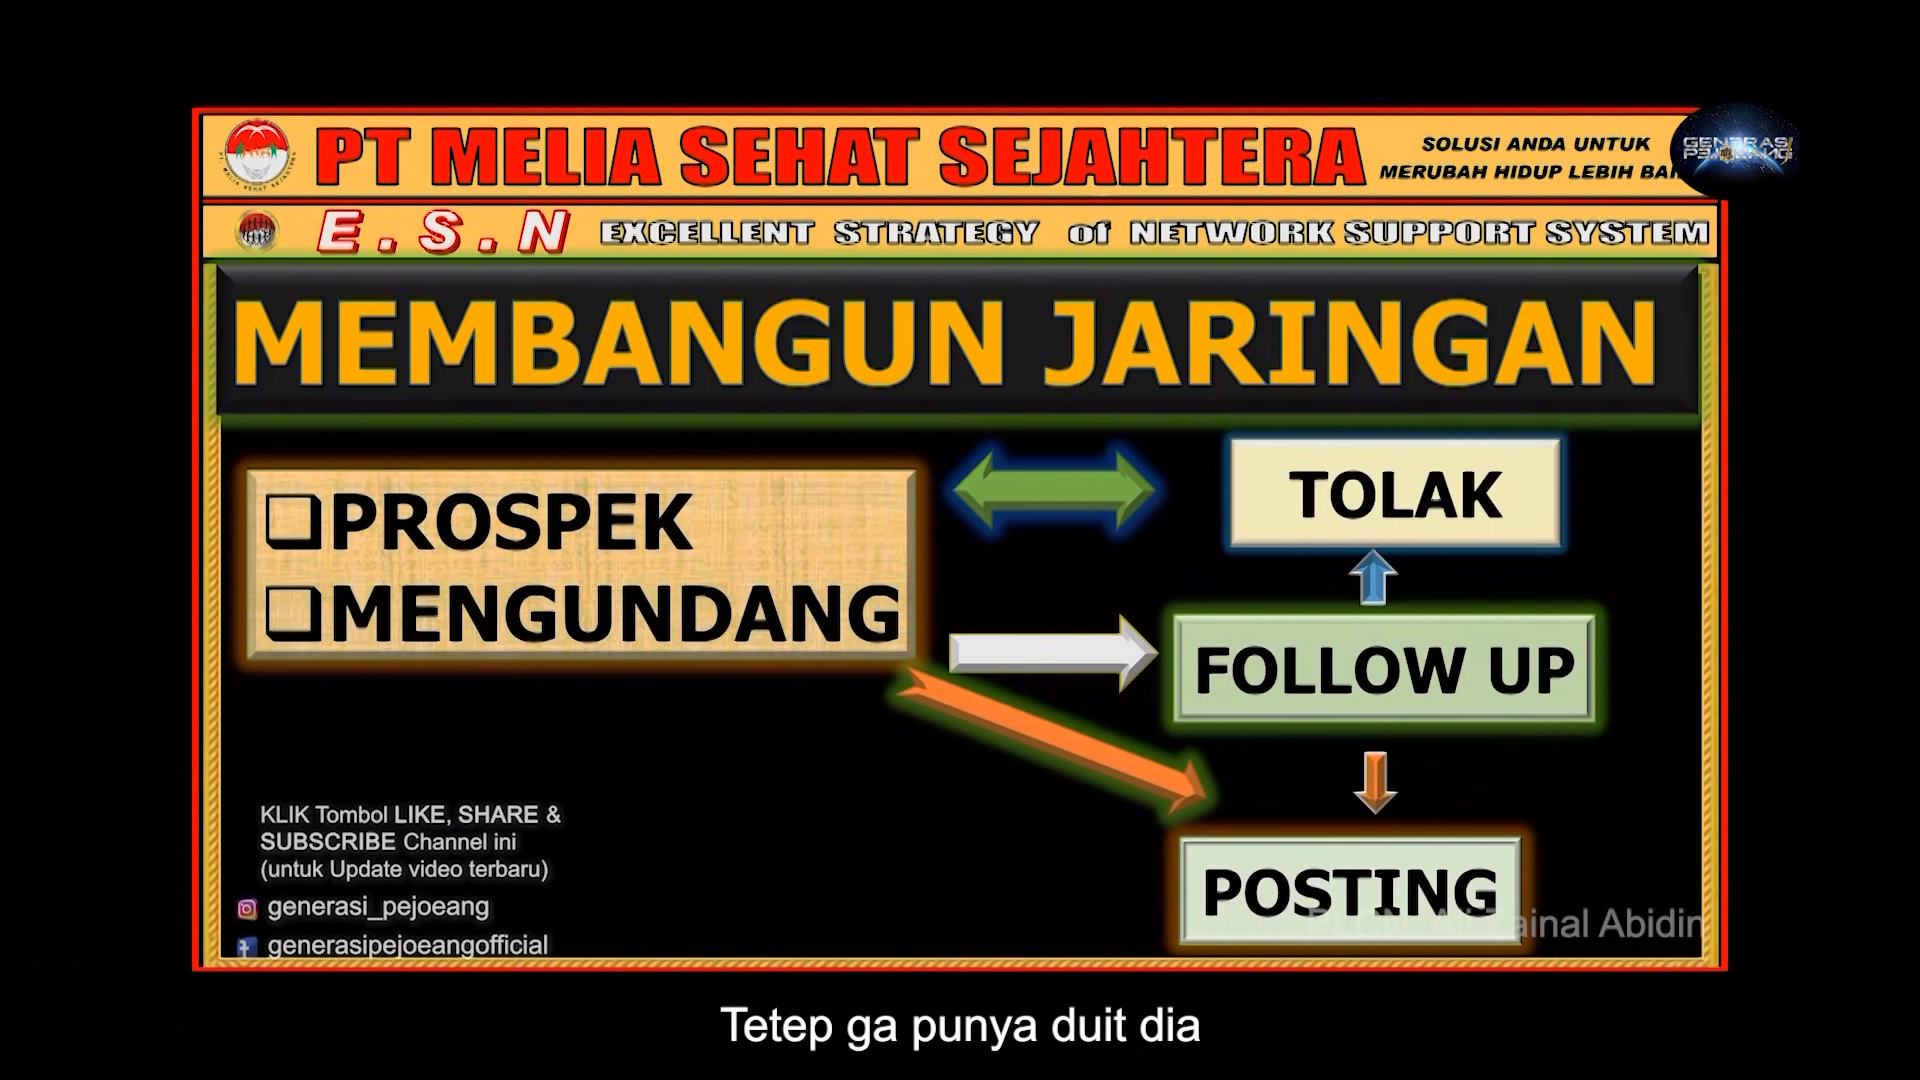 PT MELIA SEHAT SEJAHTERA
SOLUSI ANDA UNTUK
MERUBAH HIDUP LEBIH
GENERASI
PEJOEANG
E.S.N EXCELLENT STRATEGY of NETWORK SUPPORT SYSTEM
MEMBANGUN JARINGAN
❑PROSPEK
❑MENGUNDANG
TOLAK
FOLLOW UP
POSTING
Zainal Abidin
KLIK Tombol LIKE, SHARE &
SUBSCRIBE Channel ini
(untuk Update video terbaru)
generasi_pejoeang
generasipejoeangofficial
Tetep ga punya duit dia